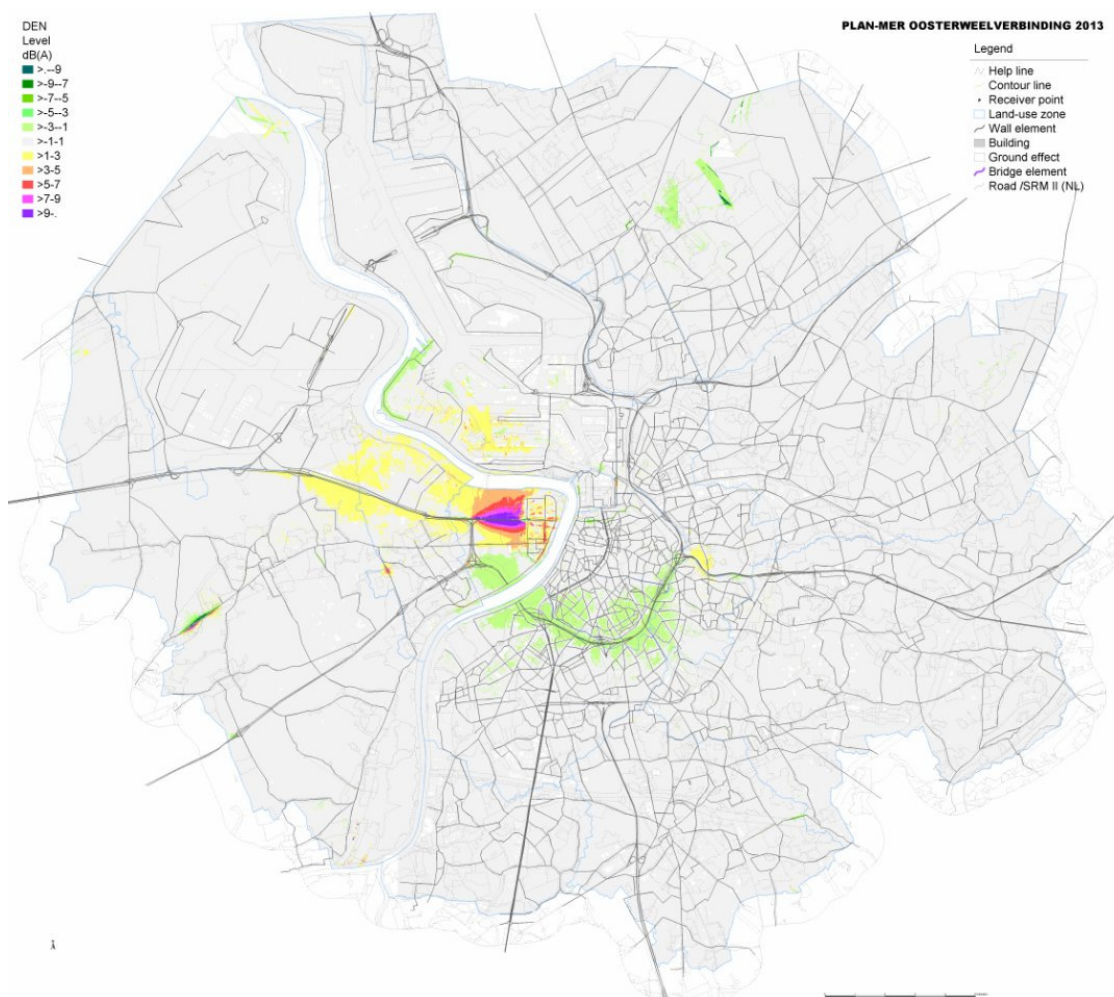 DEN
Level
dB(A)
>.--9
>-9--7
>-7--5
>-5--3
>-3--1
>-1-1
>1-3
>3-5
>5-7
>7-9
>9-.
PLAN-MER OOSTERWEELVERBINDING 2013
Legend
Help line
Contour line
Receiver point
Land-use zone
Wall element
Building
Ground effect
Bridge element
Road /SRM II (NL)